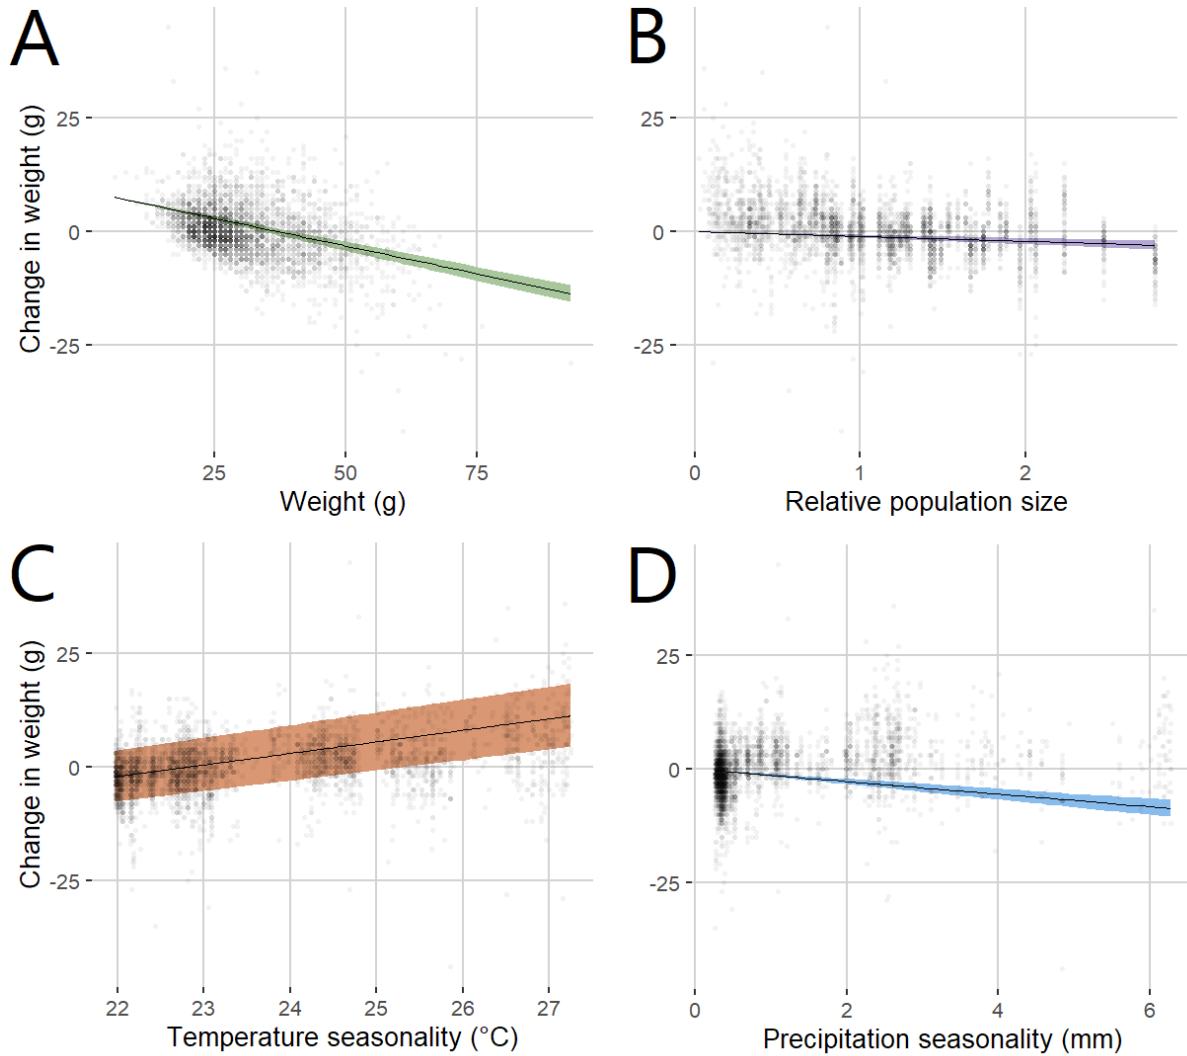 A
B
Change in weight (g)
25
0
-25
25
50
75
Weight (g)
25
0
-25
0
1
2
Relative population size
C
D
Change in weight (g)
25
0
-25
22
23
24
25
26
27
Temperature seasonality (°C)
25
0
-25
0
2
4
6
Precipitation seasonality (mm)